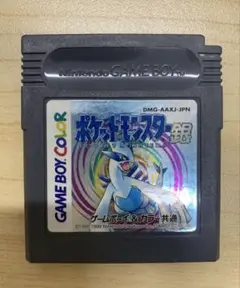 Nintendo GAME BOY
DMG-AAXJ-JPN
ポケットモンスター銀
GAME BOY COLOR
ゲームボーイ カラー 共通